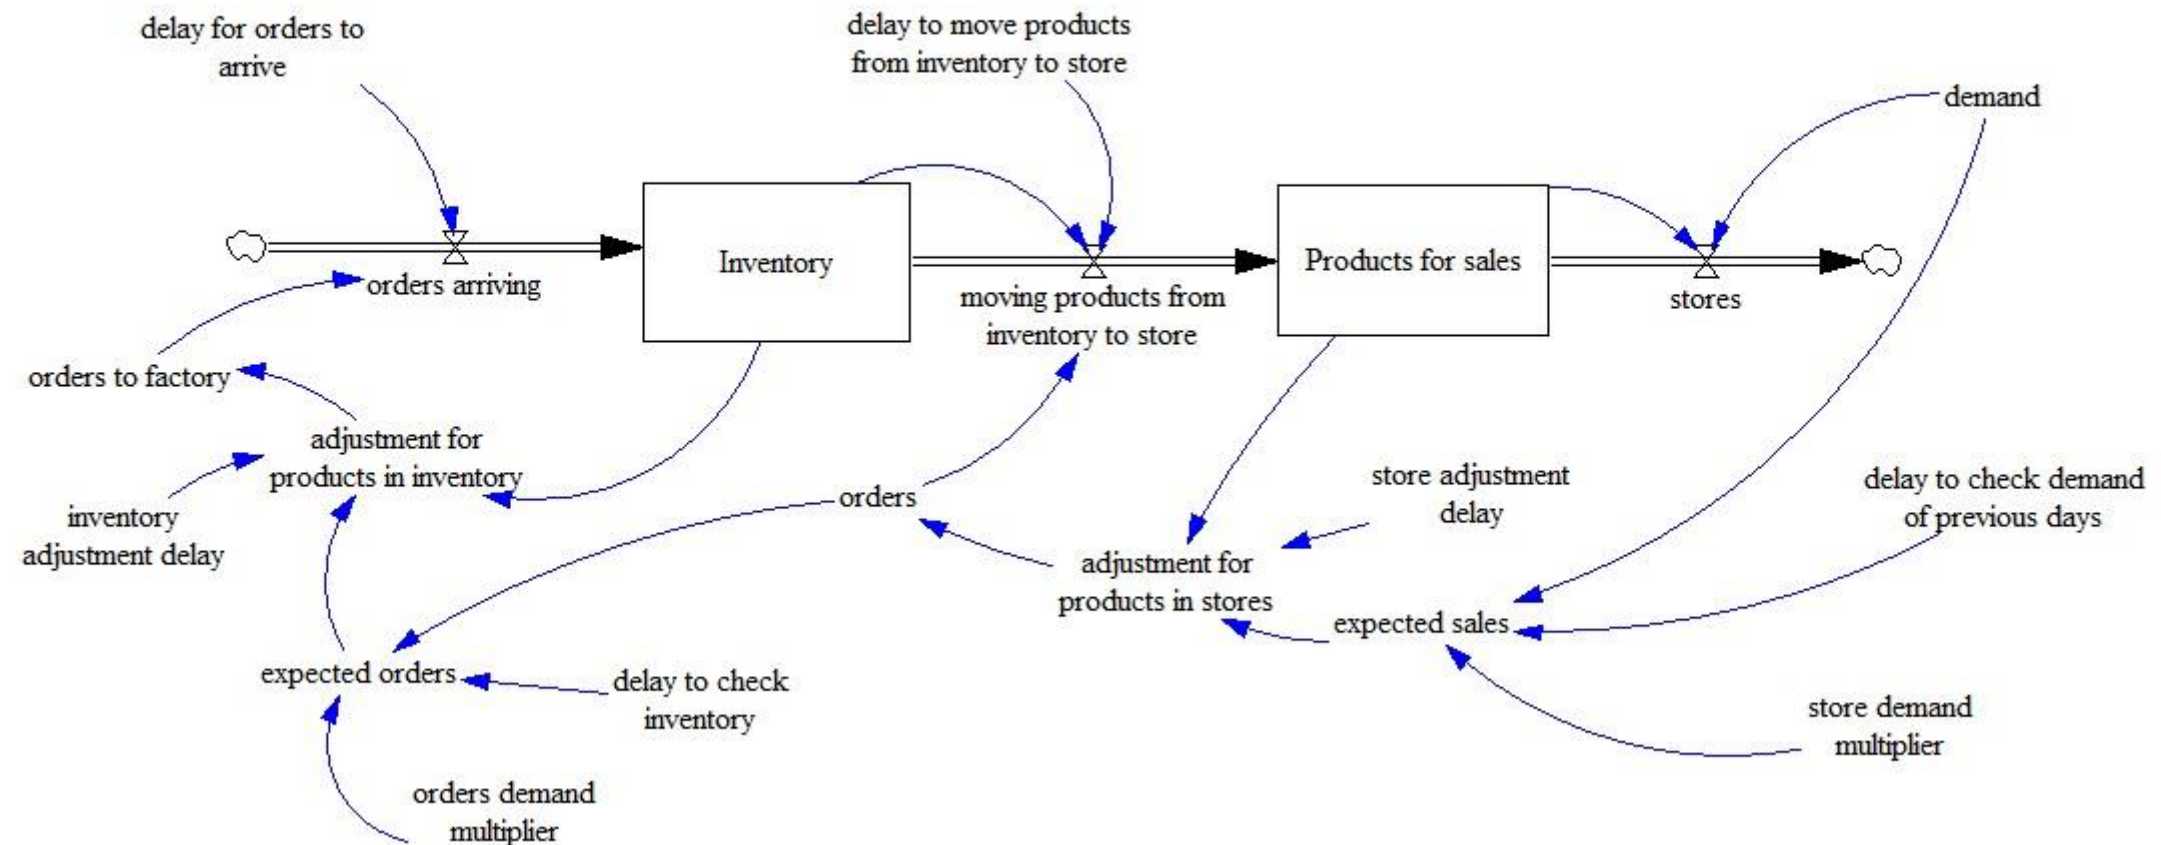 delay for orders to
arrive
delay to move products
from inventory to store
demand
Inventory
Products for sales
orders arriving
moving products from
inventory to store
stores
orders to factory
adjustment for
products in inventory
inventory
adjustment delay
orders
store adjustment
delay
delay to check demand
of previous days
adjustment for
products in stores
expected sales
expected orders
delay to check
inventory
store demand
multiplier
orders demand
multiplier